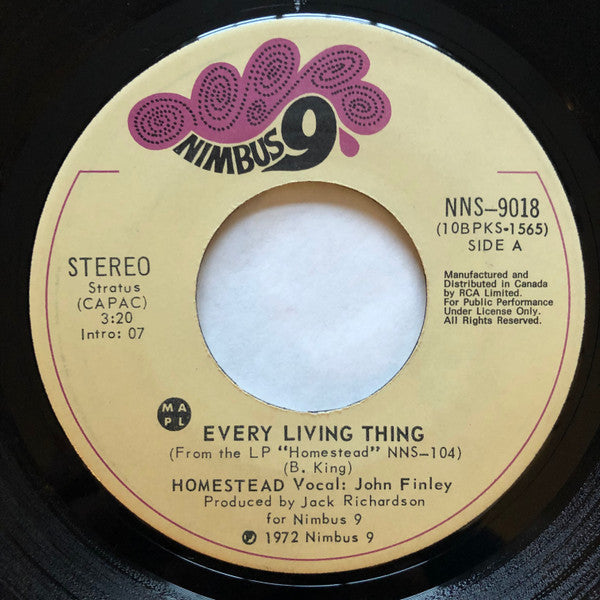 NIMBUS 9
NNS-9018
(10BPKS-1565)
SIDE A
STEREO
Stratus
(CAPAC)
3:20
Intro: 07
Manufactured and
Distributed in Canada
by RCA Limited.
For Public Performance
Under License Only.
All Rights Reserved.
MA
PL
EVERY LIVING THING
(From the LP "Homestead" NNS-104)
(B. King)
HOMESTEAD Vocal: John Finley
Produced by Jack Richardson
for Nimbus 9
Ⓟ 1972 Nimbus 9